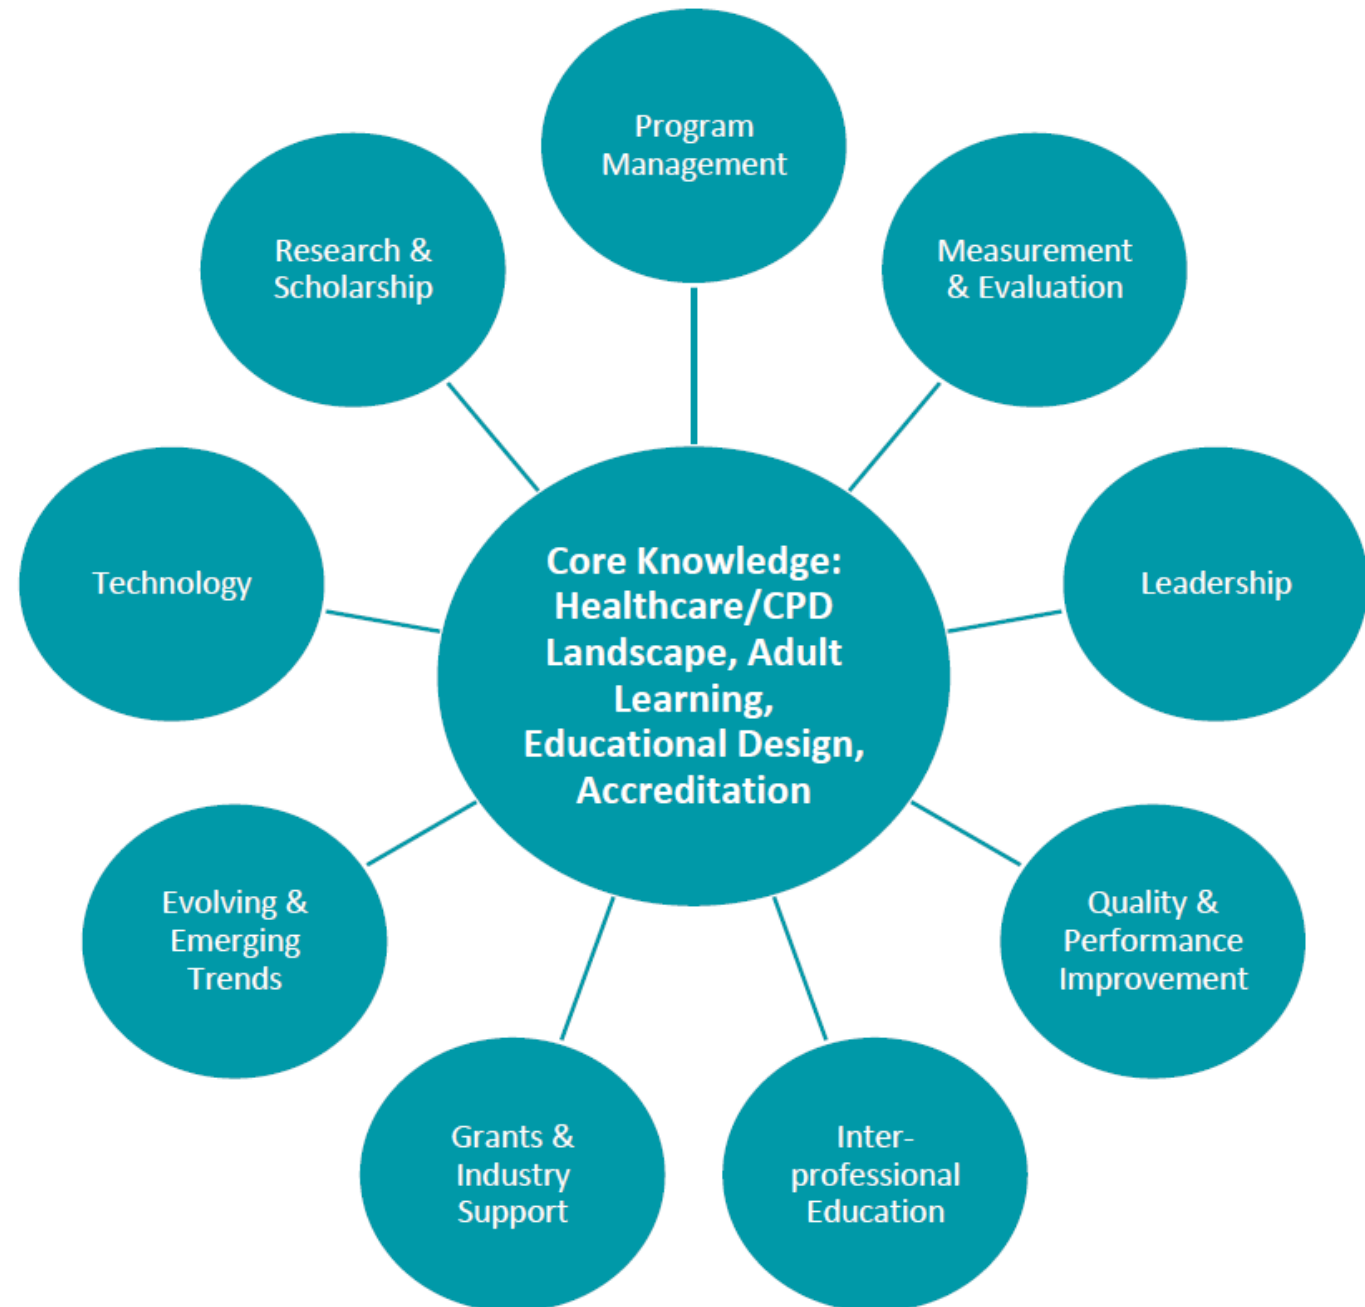 Program
Management
Research &
Scholarship
Measurement
& Evaluation
Technology
Core Knowledge:
Healthcare/CPD
Landscape, Adult
Learning,
Educational Design,
Accreditation
Leadership
Evolving &
Emerging
Trends
Quality &
Performance
Improvement
Grants &
Industry
Support
Inter-
professional
Education